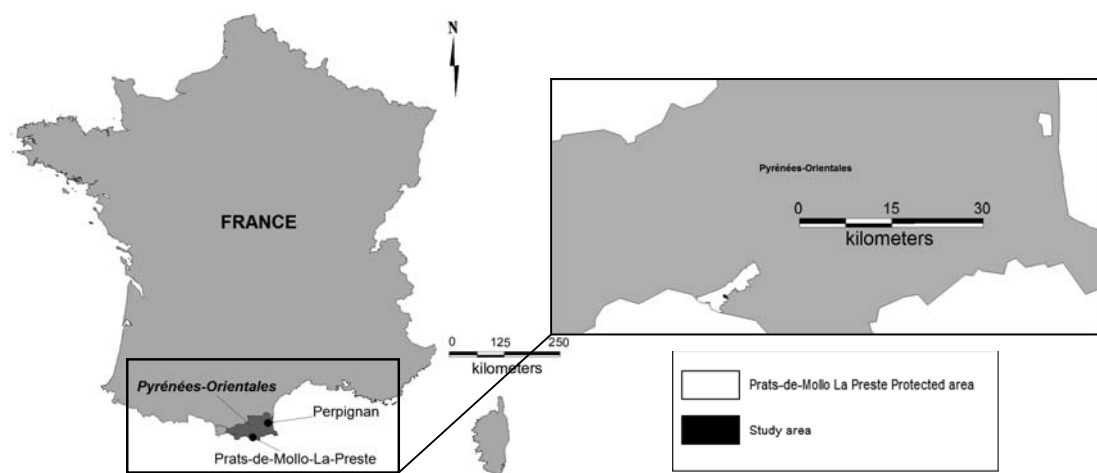 N
FRANCE
0 125 250
kilometers
Pyrénées-Orientales
Perpignan
Prats-de-Mollo-La-Preste
Pyrénées-Orientales
0 15 30
kilometers
Prats-de-Mollo La Preste Protected area
Study area